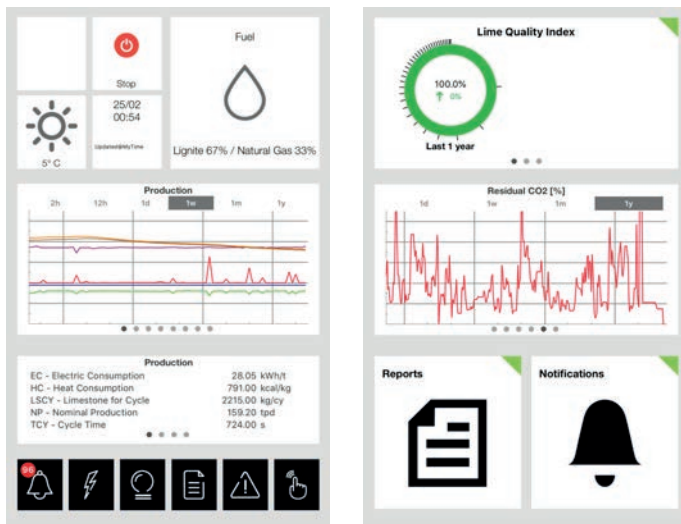 Fuel
Stop
25/02
00:54
Updated@MyTime
5° C
Lignite 67% / Natural Gas 33%
Production
2h 12h 1d 1w 1m 1y
Production
EC - Electric Consumption 28.05 kWh/t
HC - Heat Consumption 791.00 kcal/kg
LSCY - Limestone for Cycle 2215.00 kg/cy
NP - Nominal Production 159.20 tpd
TCY - Cycle Time 724.00 s
96
Lime Quality Index
100.0%
0%
Last 1 year
Residual CO2 [%]
1d 1w 1m 1y
Reports Notifications